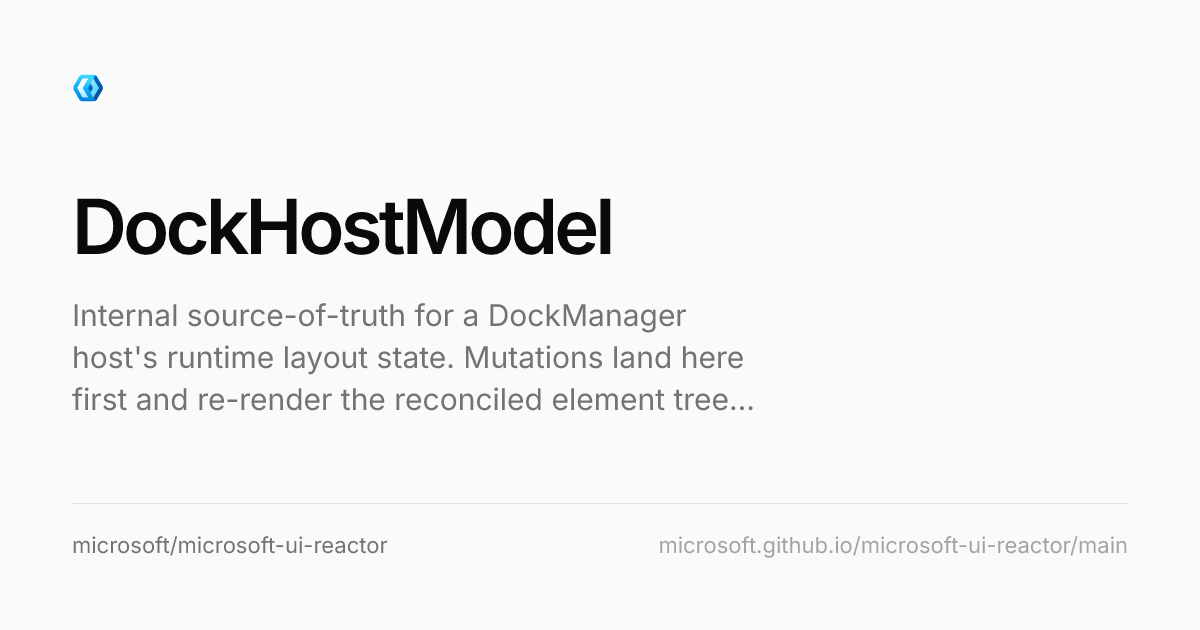 DockHostModel
Internal source-of-truth for a DockManager
host's runtime layout state. Mutations land here
first and re-render the reconciled element tree...
microsoft/microsoft-ui-reactor
microsoft.github.io/microsoft-ui-reactor/main